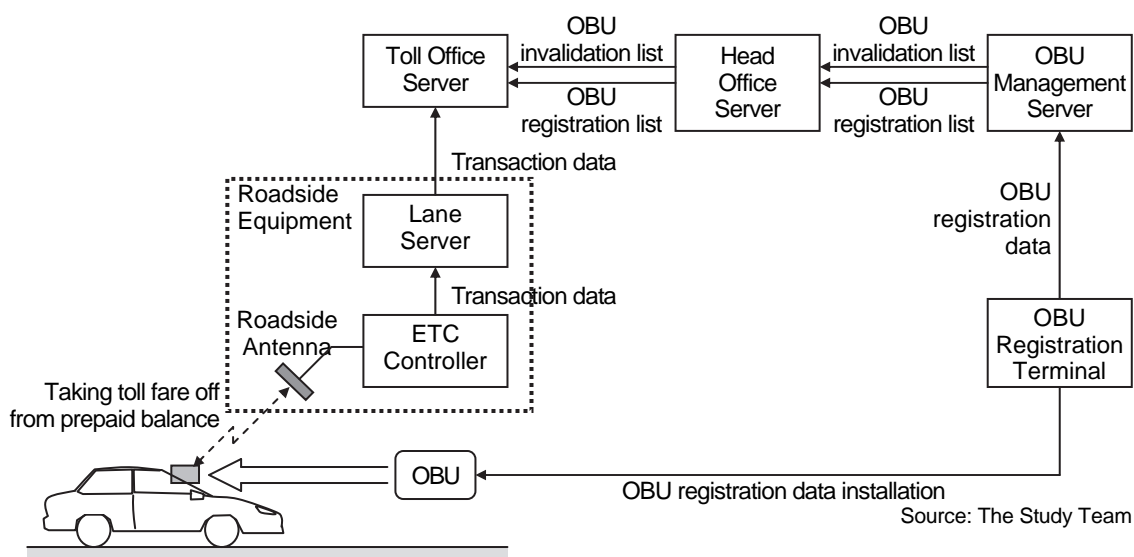 OBU
invalidation list
OBU
invalidation list
Toll Office
Server
Head
Office
Server
OBU
Management
Server
OBU
registration list
OBU
registration list
Transaction data
Roadside
Equipment
Lane
Server
OBU
registration
data
Transaction data
Roadside
Antenna
ETC
Controller
OBU
Registration
Terminal
Taking toll fare off
from prepaid balance
OBU
OBU registration data installation
Source: The Study Team